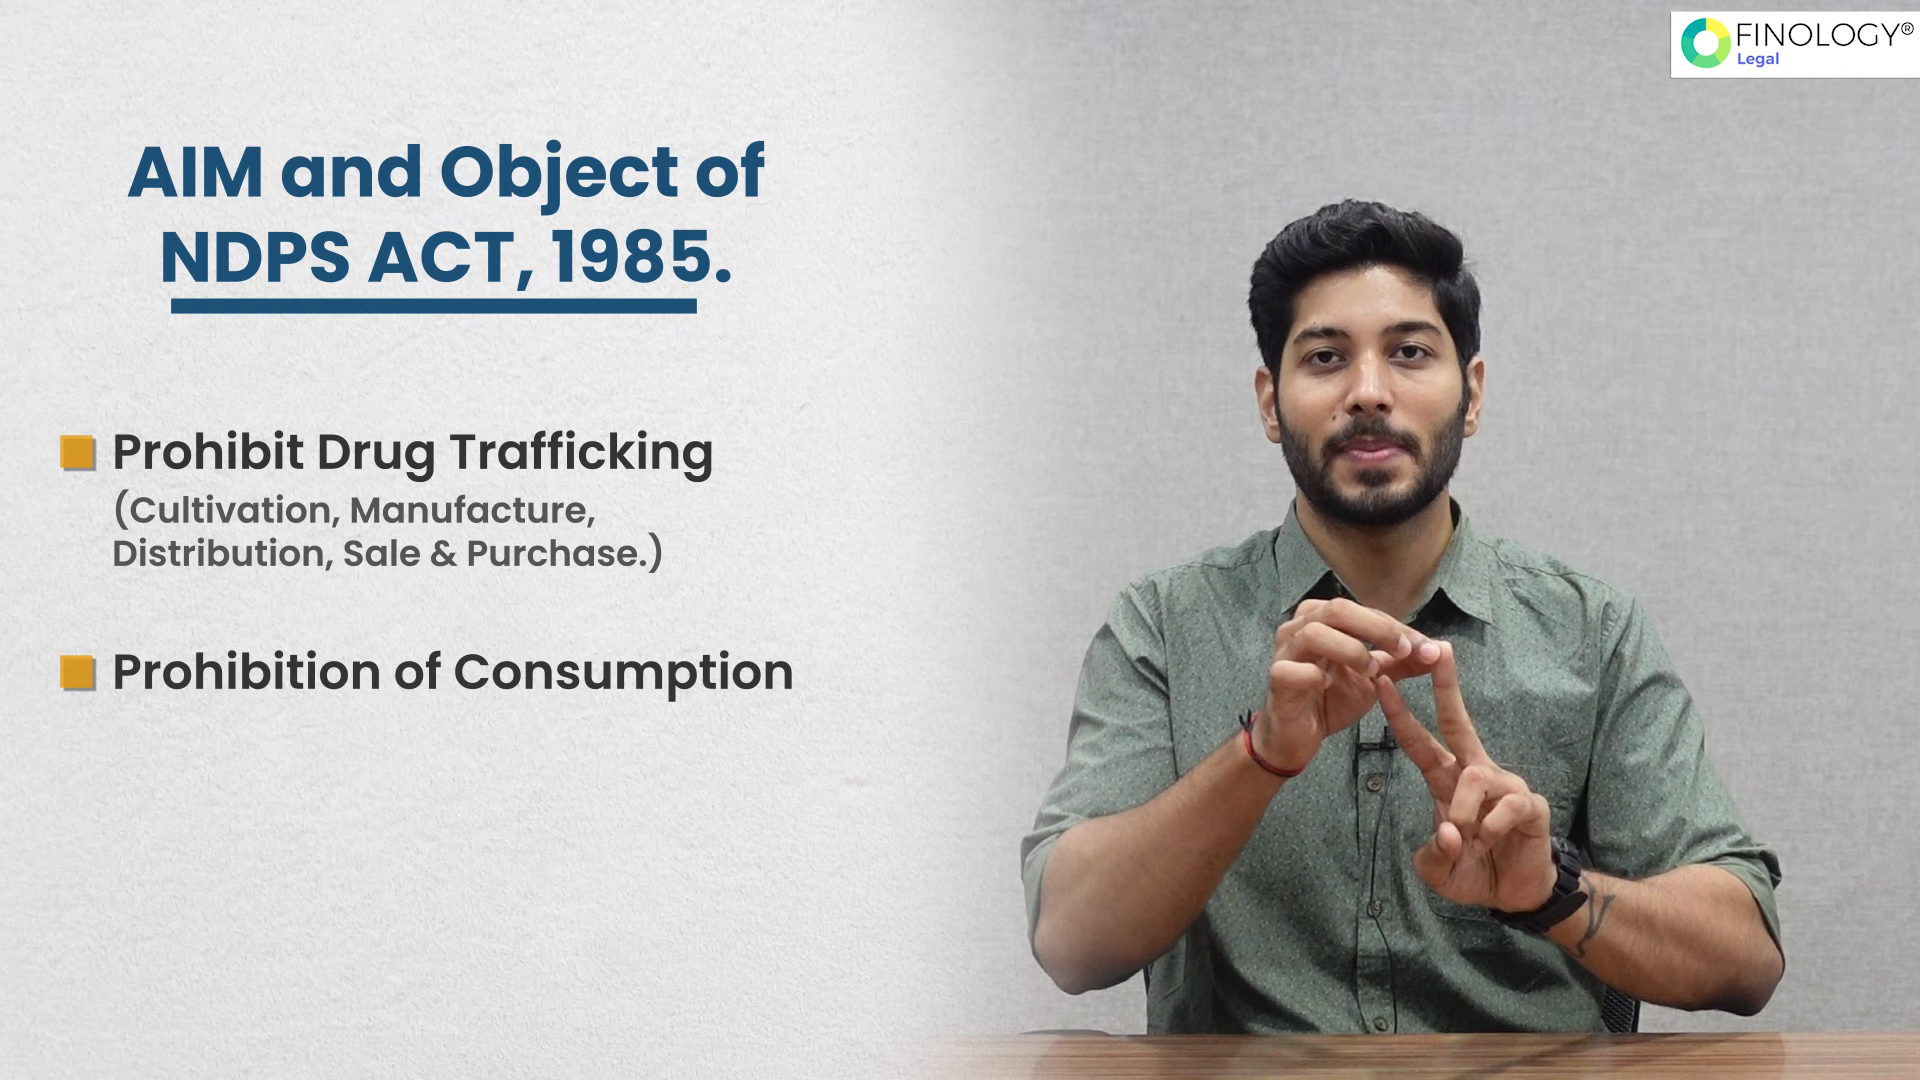 FINOLOGY®
Legal
AIM and Object of
NDPS ACT, 1985.
Prohibit Drug Trafficking
(Cultivation, Manufacture,
Distribution, Sale & Purchase.)
Prohibition of Consumption